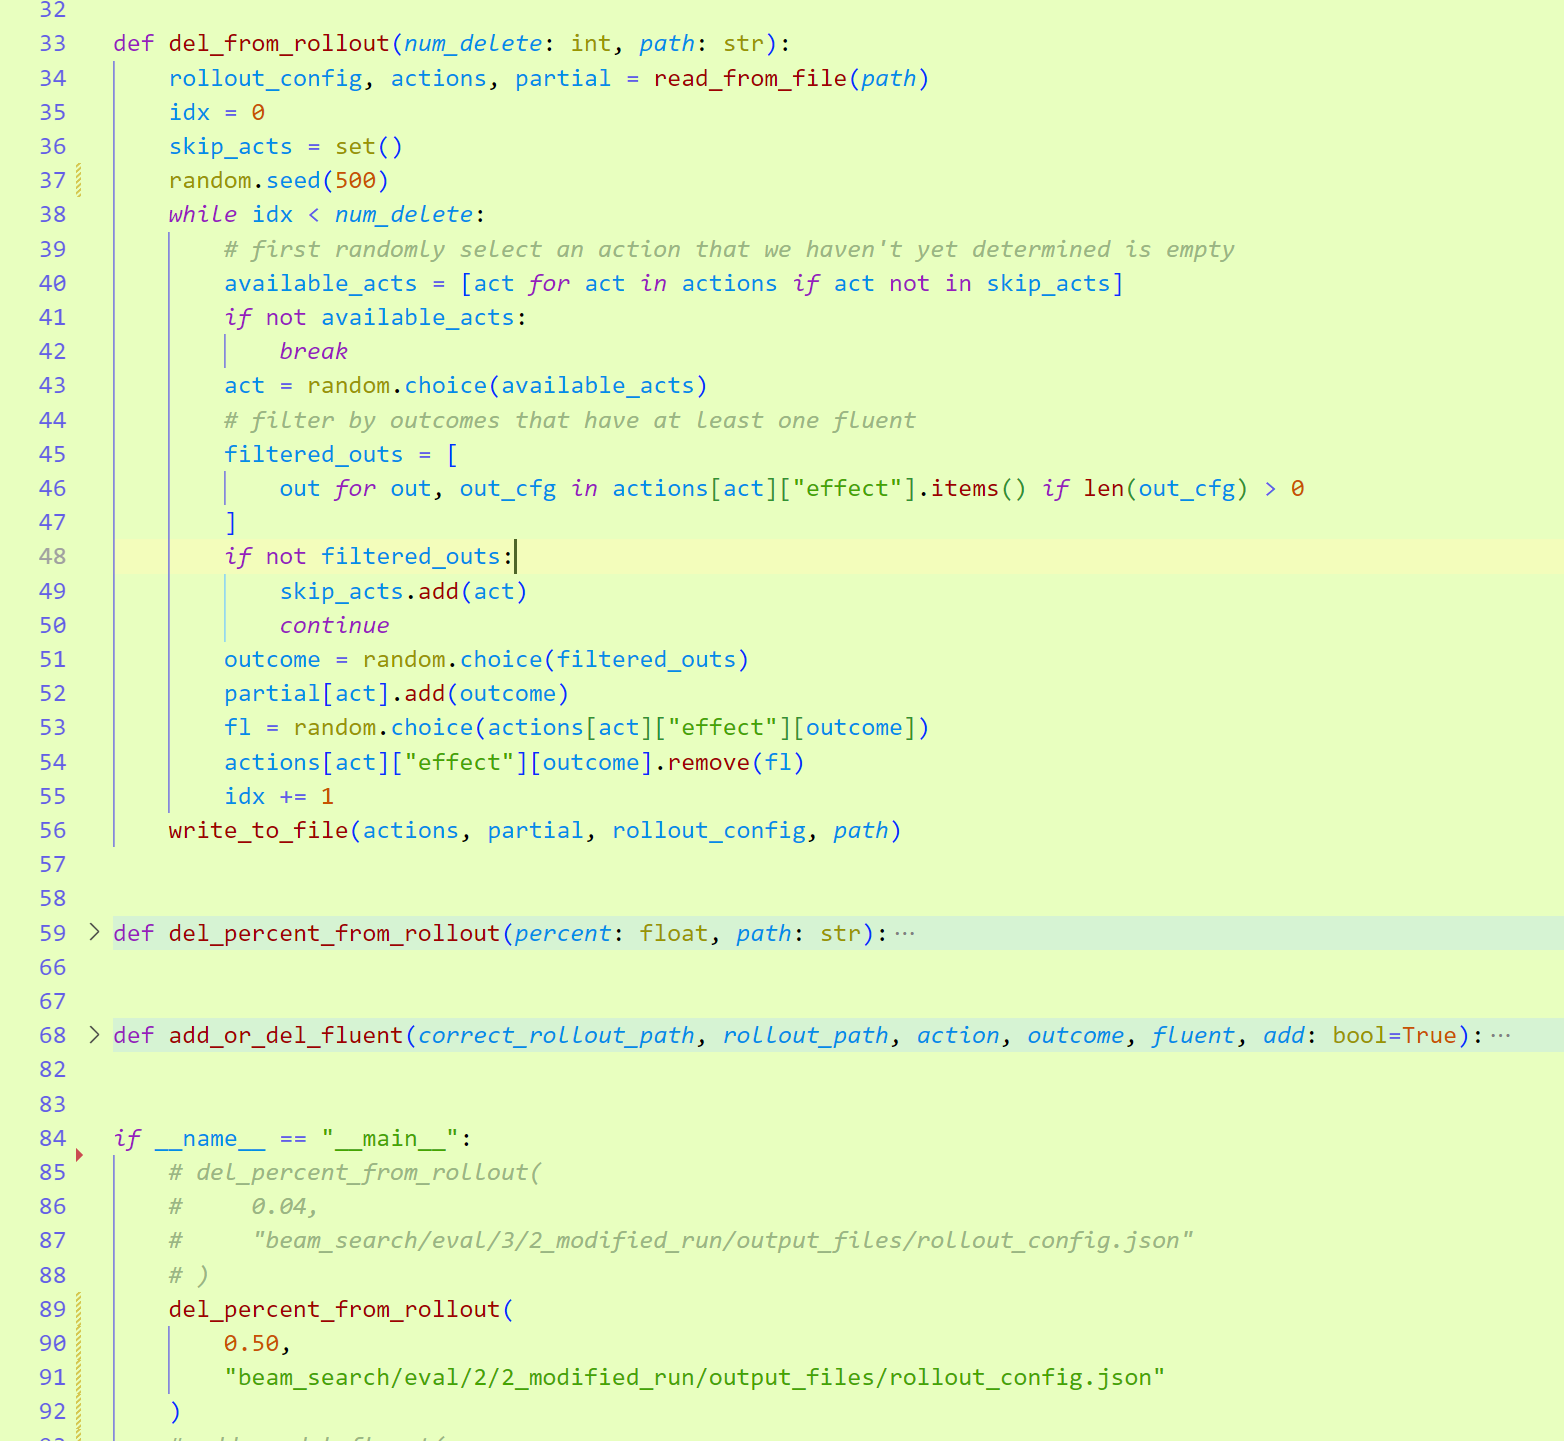 32
33 def del_from_rollout(num_delete: int, path: str):
34     rollout_config, actions, partial = read_from_file(path)
35     idx = 0
36     skip_acts = set()
37     random.seed(500)
38     while idx < num_delete:
39         # first randomly select an action that we haven't yet determined is empty
40         available_acts = [act for act in actions if act not in skip_acts]
41         if not available_acts:
42             break
43         act = random.choice(available_acts)
44         # filter by outcomes that have at least one fluent
45         filtered_outs = [
46             out for out, out_cfg in actions[act]["effect"].items() if len(out_cfg) > 0
47         ]
48         if not filtered_outs:
49             skip_acts.add(act)
50             continue
51         outcome = random.choice(filtered_outs)
52         partial[act].add(outcome)
53         fl = random.choice(actions[act]["effect"][outcome])
54         actions[act]["effect"][outcome].remove(fl)
55         idx += 1
56     write_to_file(actions, partial, rollout_config, path)
57
58
59 > def del_percent_from_rollout(percent: float, path: str):···
66
67
68 > def add_or_del_fluent(correct_rollout_path, rollout_path, action, outcome, fluent, add: bool=True):···
82
83
84 if __name__ == "__main__":
85     # del_percent_from_rollout(
86     #     0.04,
87     #     "beam_search/eval/3/2_modified_run/output_files/rollout_config.json"
88     # )
89     del_percent_from_rollout(
90         0.50,
91         "beam_search/eval/2/2_modified_run/output_files/rollout_config.json"
92     )